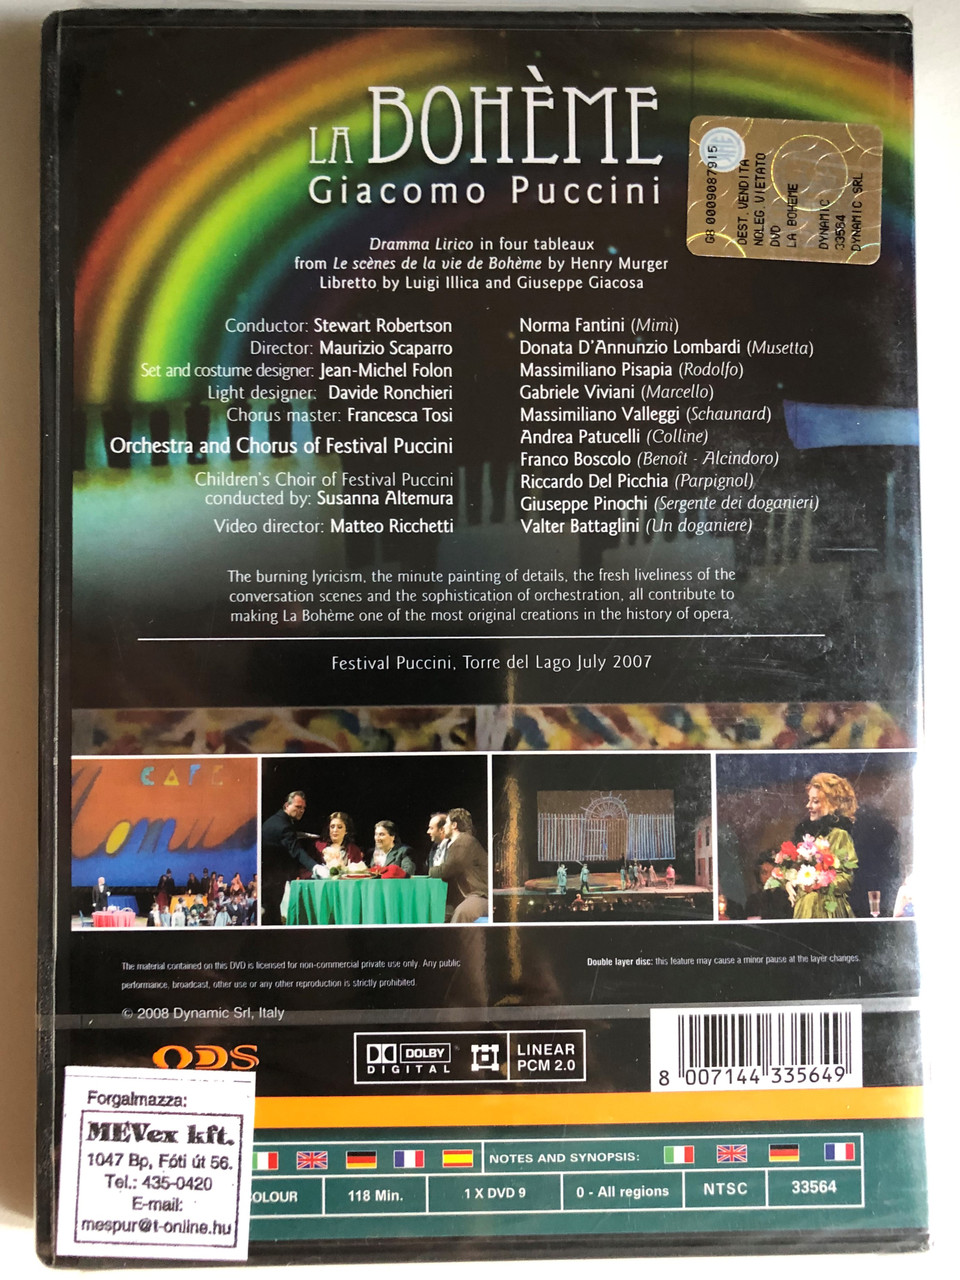 LA BOHÈME
Giacomo Puccini
GB 0009087915
DEST.VENDITA
NOLEG.VIETATO
DVD
LA BOHEME
DYNAMIC
33564
DYNAMIC SRL
Dramma Lirico in four tableaux
from Le scènes de la vie de Bohème by Henry Murger
Libretto by Luigi Illica and Giuseppe Giacosa
Conductor: Stewart Robertson
Director: Maurizio Scaparro
Set and costume designer: Jean-Michel Folon
Light designer: Davide Ronchieri
Chorus master: Francesca Tosi
Orchestra and Chorus of Festival Puccini
Children's Choir of Festival Puccini
conducted by: Susanna Altemura
Video director: Matteo Ricchetti
Norma Fantini (Mimì)
Donata D'Annunzio Lombardi (Musetta)
Massimiliano Pisapia (Rodolfo)
Gabriele Viviani (Marcello)
Massimiliano Valleggi (Schaunard)
Andrea Patucelli (Colline)
Franco Boscolo (Benoît - Alcindoro)
Riccardo Del Picchia (Parpignol)
Giuseppe Pinochi (Sergente dei doganieri)
Valter Battaglini (Un doganiere)
The burning lyricism, the minute painting of details, the fresh liveliness of the
conversation scenes and the sophistication of orchestration, all contribute to
making La Bohème one of the most original creations in the history of opera.
Festival Puccini, Torre del Lago July 2007
CAFE
The material contained on this DVD is licensed for non-commercial private use only. Any public
performance, broadcast, other use or any other reproduction is strictly prohibited.
Double layer disc: this feature may cause a minor pause at the layer changes.
© 2008 Dynamic Srl, Italy
ODS
DOLBY
DIGITAL
LINEAR
PCM 2.0
8 007144 335649
Forgalmazza:
MEVex kft.
1047 Bp, Fóti út 56.
Tel.: 435-0420
E-mail:
mespur@t-online.hu
NOTES AND SYNOPSIS:
OLOUR
118 Min.
1 X DVD 9
0 - All regions
NTSC
33564